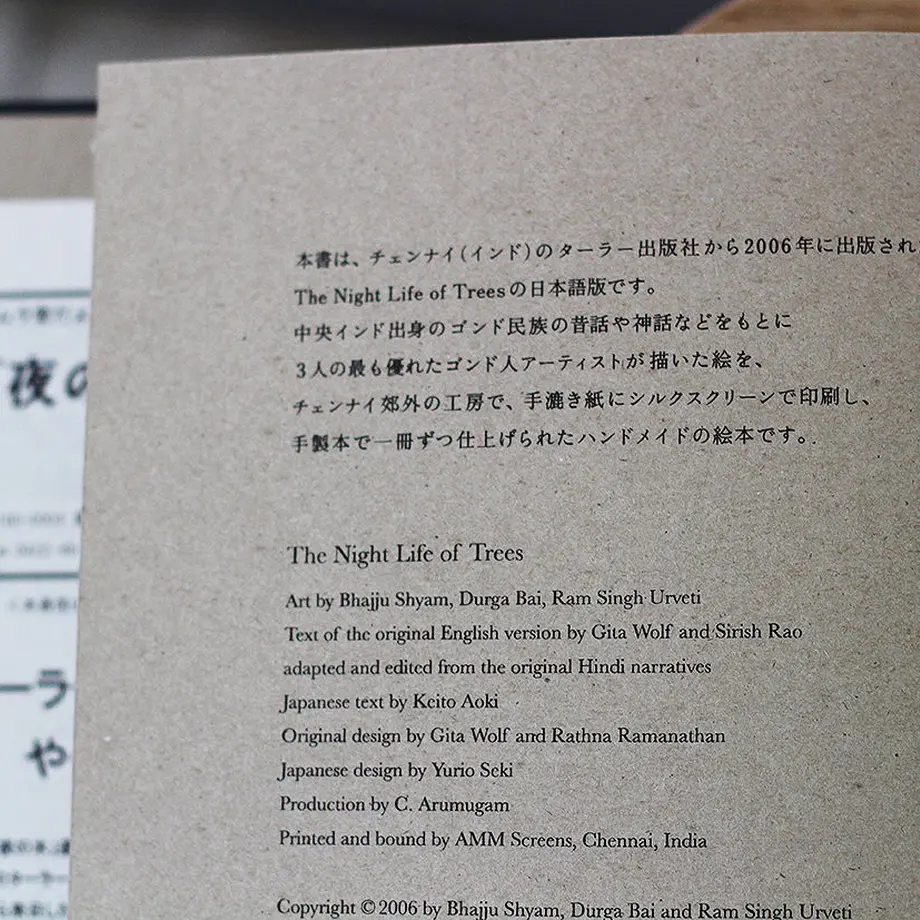 本書は、チェンナイ(インド)のターラー出版社から2006年に出版され
The Night Life of Treesの日本語版です。
中央インド出身のゴンド民族の昔話や神話などをもとに
3人の最も優れたゴンド人アーティストが描いた絵を、
チェンナイ郊外の工房で、手漉き紙にシルクスクリーンで印刷し、
手製本で一冊ずつ仕上げられたハンドメイドの絵本です。
The Night Life of Trees
Art by Bhajju Shyam, Durga Bai, Ram Singh Urveti
Text of the original English version by Gita Wolf and Sirish Rao
adapted and edited from the original Hindi narratives
Japanese text by Keito Aoki
Original design by Gita Wolf and Rathna Ramanathan
Japanese design by Yurio Seki
Production by C. Arumugam
Printed and bound by AMM Screens, Chennai, India
Copyright © 2006 by Bhajju Shyam, Durga Bai and Ram Singh Urveti
夜の
ーラ
や